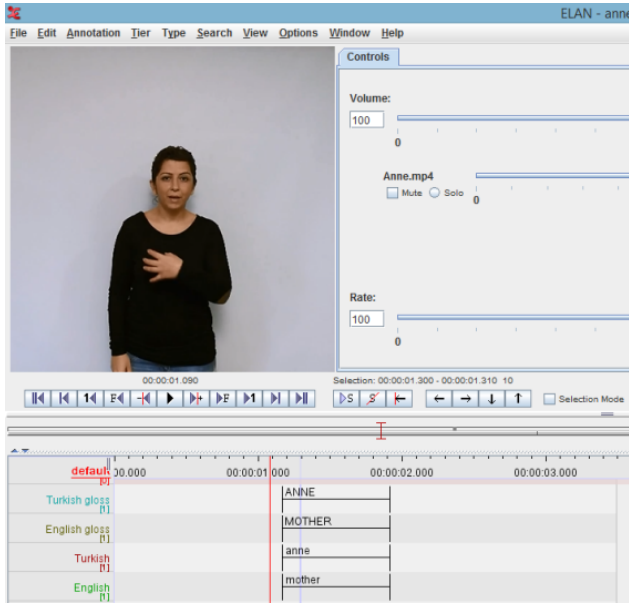 ELAN - anne
File Edit Annotation Tier Type Search View Options Window Help
Controls
Volume:
100
0
Anne.mp4
Mute Solo
0
Rate:
100
0
00:00:01.090
Selection: 00:00:01.300 - 00:00:01.310 10
1 F F 1 S S Selection Mode
default
[0]
00.000 00:00:01.000 00:00:02.000 00:00:03.000
Turkish gloss
[1]
ANNE
English gloss
[1]
MOTHER
Turkish
[1]
anne
English
[1]
mother